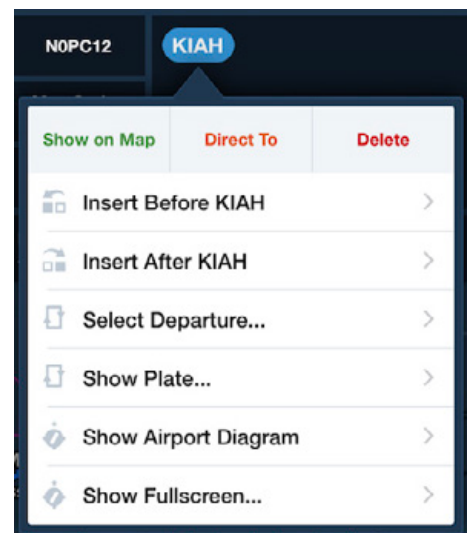 N0PC12 KIAH
Show on Map Direct To Delete
Insert Before KIAH
Insert After KIAH
Select Departure...
Show Plate...
Show Airport Diagram
Show Fullscreen...